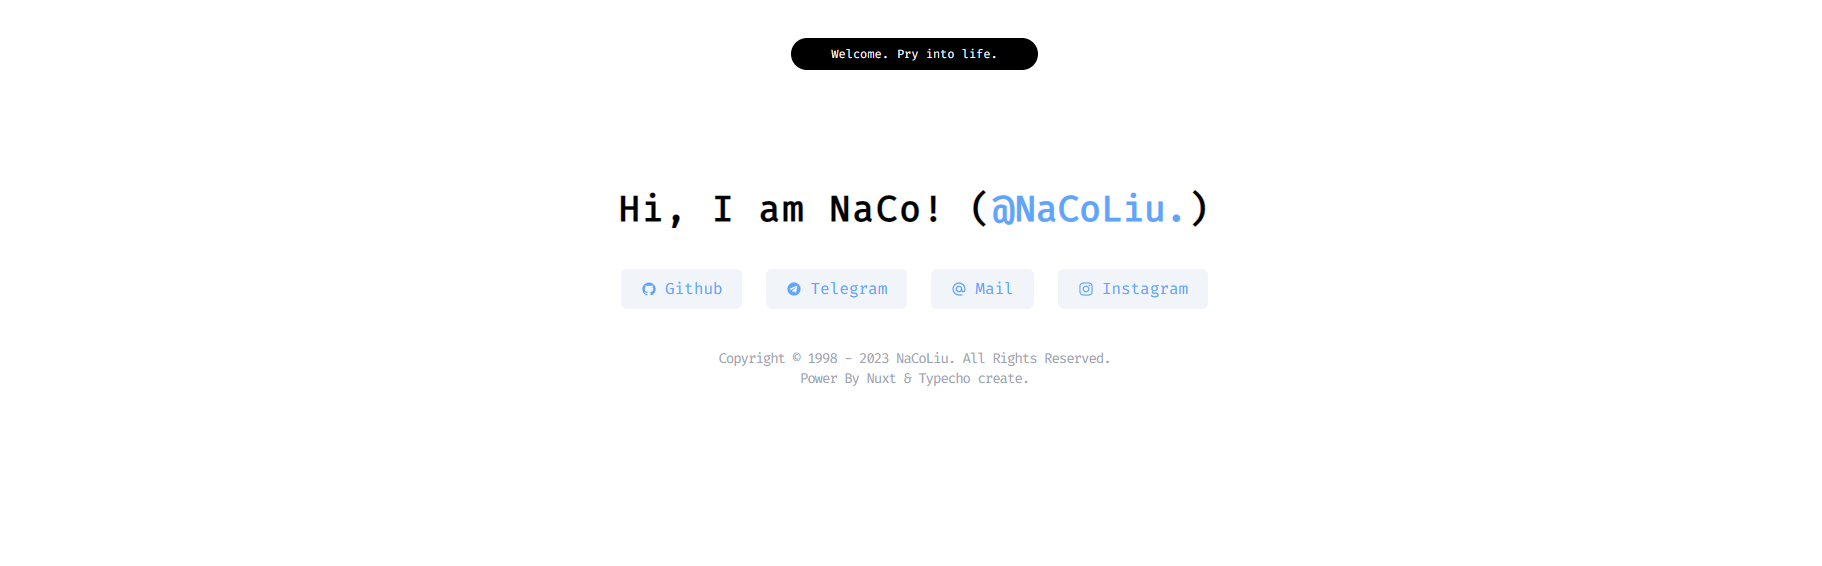 Welcome. Pry into life.
Hi, I am NaCo! (@NaCoLiu.)
Github Telegram Mail Instagram
Copyright © 1998 - 2023 NaCoLiu. All Rights Reserved.
Power By Nuxt & Typecho create.